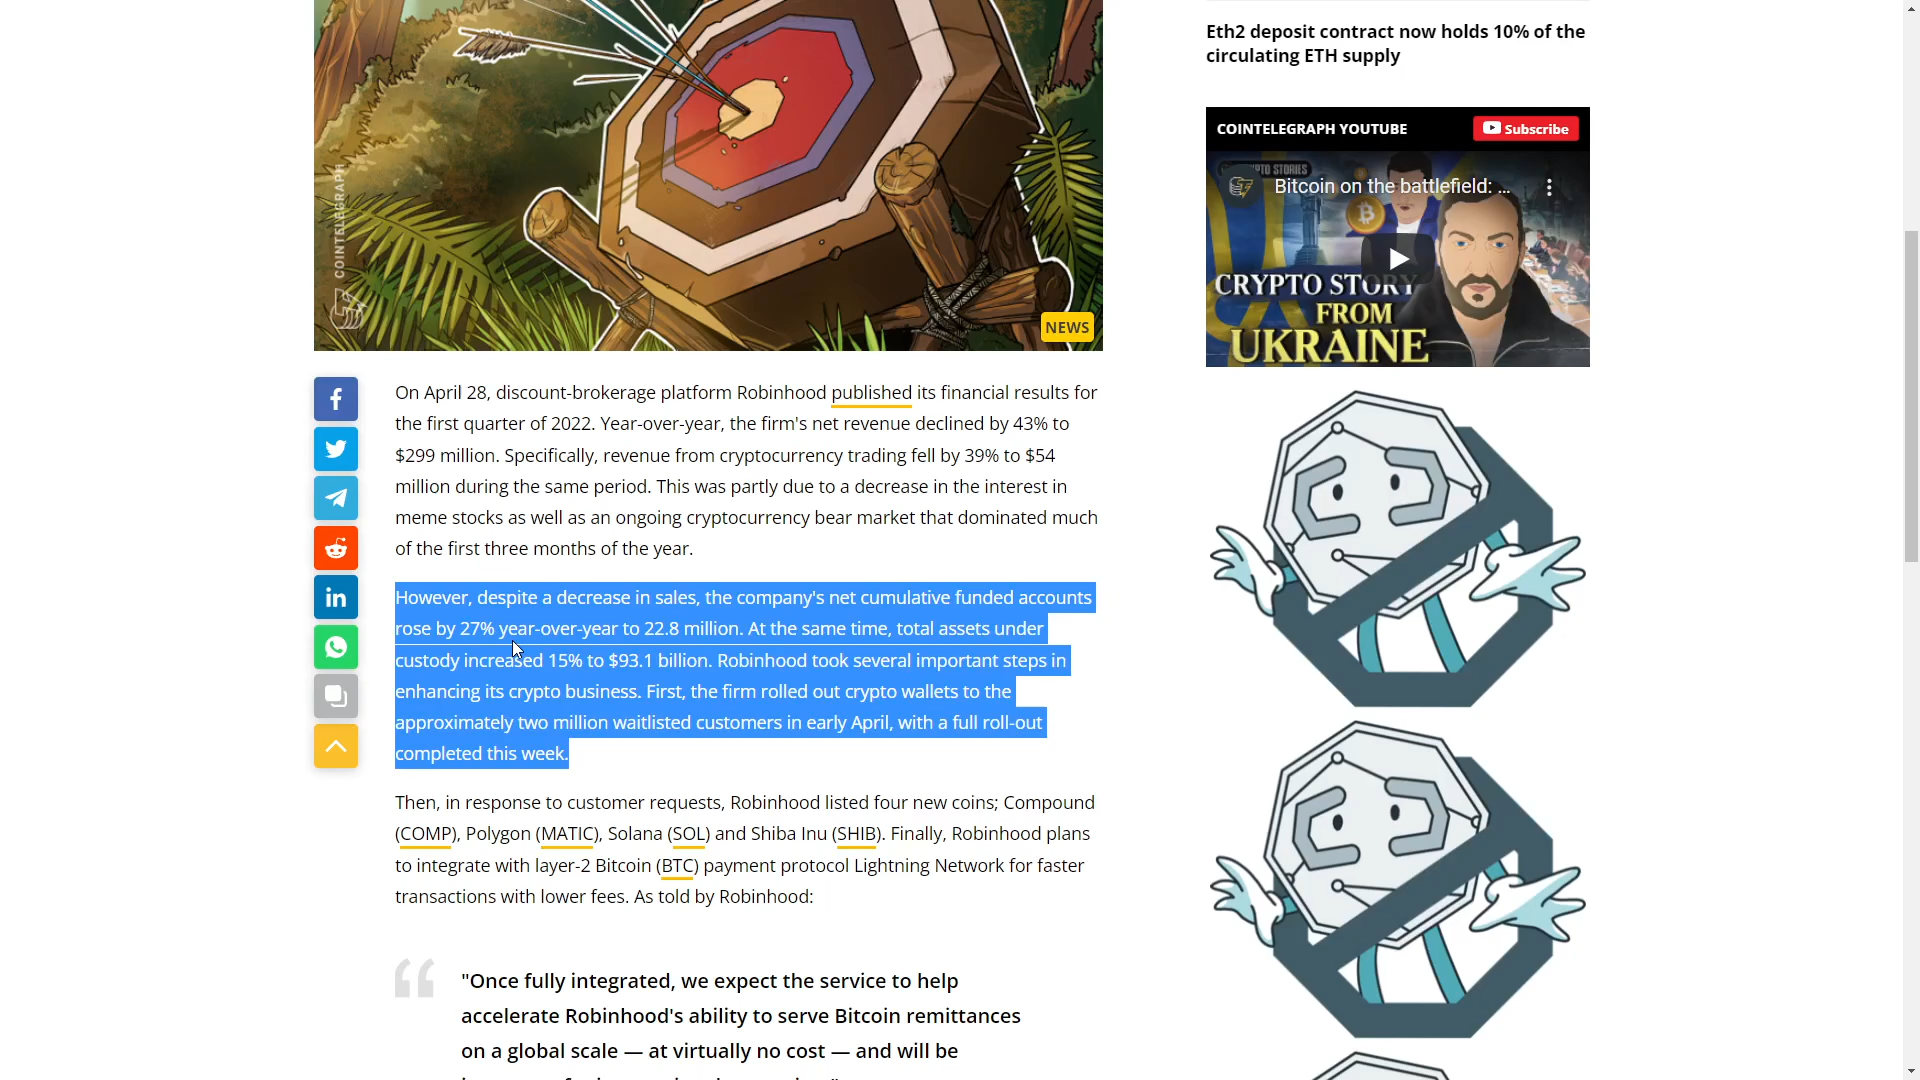 Eth2 deposit contract now holds 10% of the
circulating ETH supply
COINTELEGRAPH YOUTUBE
Subscribe
Bitcoin on the battlefield: ...
CRYPTO STORY
FROM
UKRAINE
COINTELEGRAPH
NEWS
On April 28, discount-brokerage platform Robinhood published its financial results for
the first quarter of 2022. Year-over-year, the firm's net revenue declined by 43% to
$299 million. Specifically, revenue from cryptocurrency trading fell by 39% to $54
million during the same period. This was partly due to a decrease in the interest in
meme stocks as well as an ongoing cryptocurrency bear market that dominated much
of the first three months of the year.
However, despite a decrease in sales, the company's net cumulative funded accounts
rose by 27% year-over-year to 22.8 million. At the same time, total assets under
custody increased 15% to $93.1 billion. Robinhood took several important steps in
enhancing its crypto business. First, the firm rolled out crypto wallets to the
approximately two million waitlisted customers in early April, with a full roll-out
completed this week.
Then, in response to customer requests, Robinhood listed four new coins; Compound
(COMP), Polygon (MATIC), Solana (SOL) and Shiba Inu (SHIB). Finally, Robinhood plans
to integrate with layer-2 Bitcoin (BTC) payment protocol Lightning Network for faster
transactions with lower fees. As told by Robinhood:
"Once fully integrated, we expect the service to help
accelerate Robinhood's ability to serve Bitcoin remittances
on a global scale — at virtually no cost — and will be